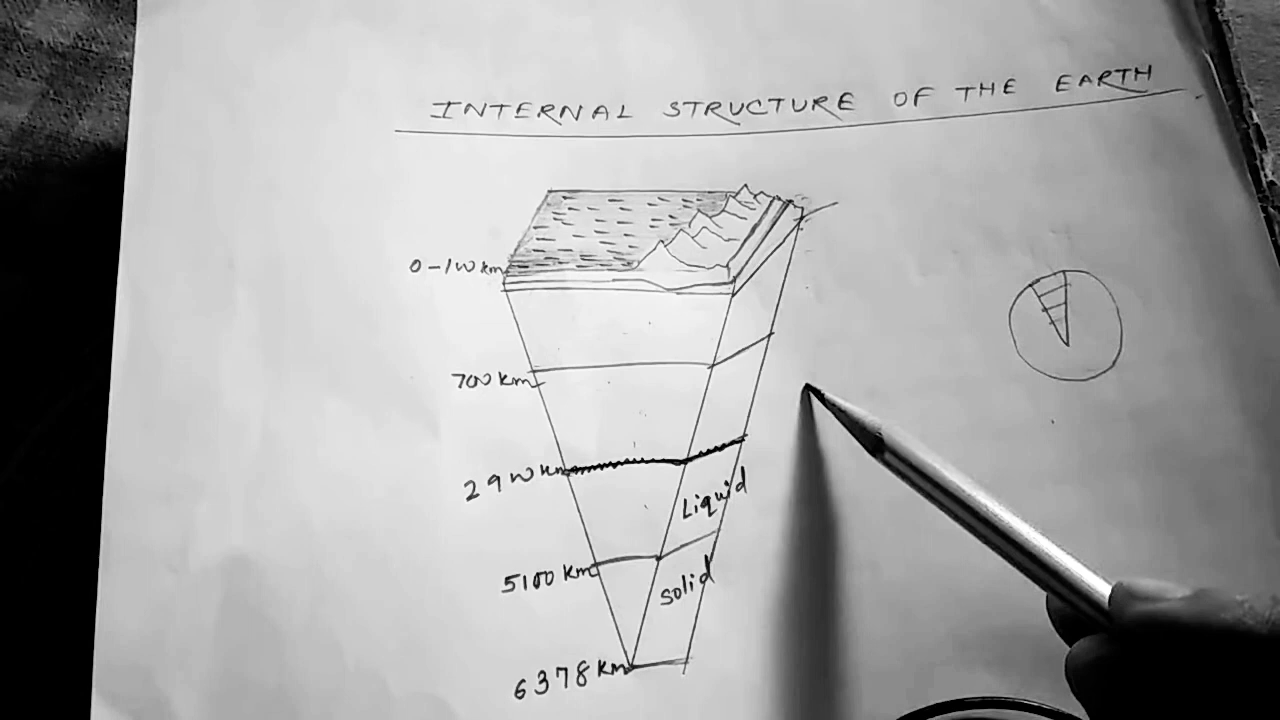 INTERNAL STRUCTURE OF THE EARTH
0-100 km
700 km
2900 km
Liquid
5100 km
solid
6378 km